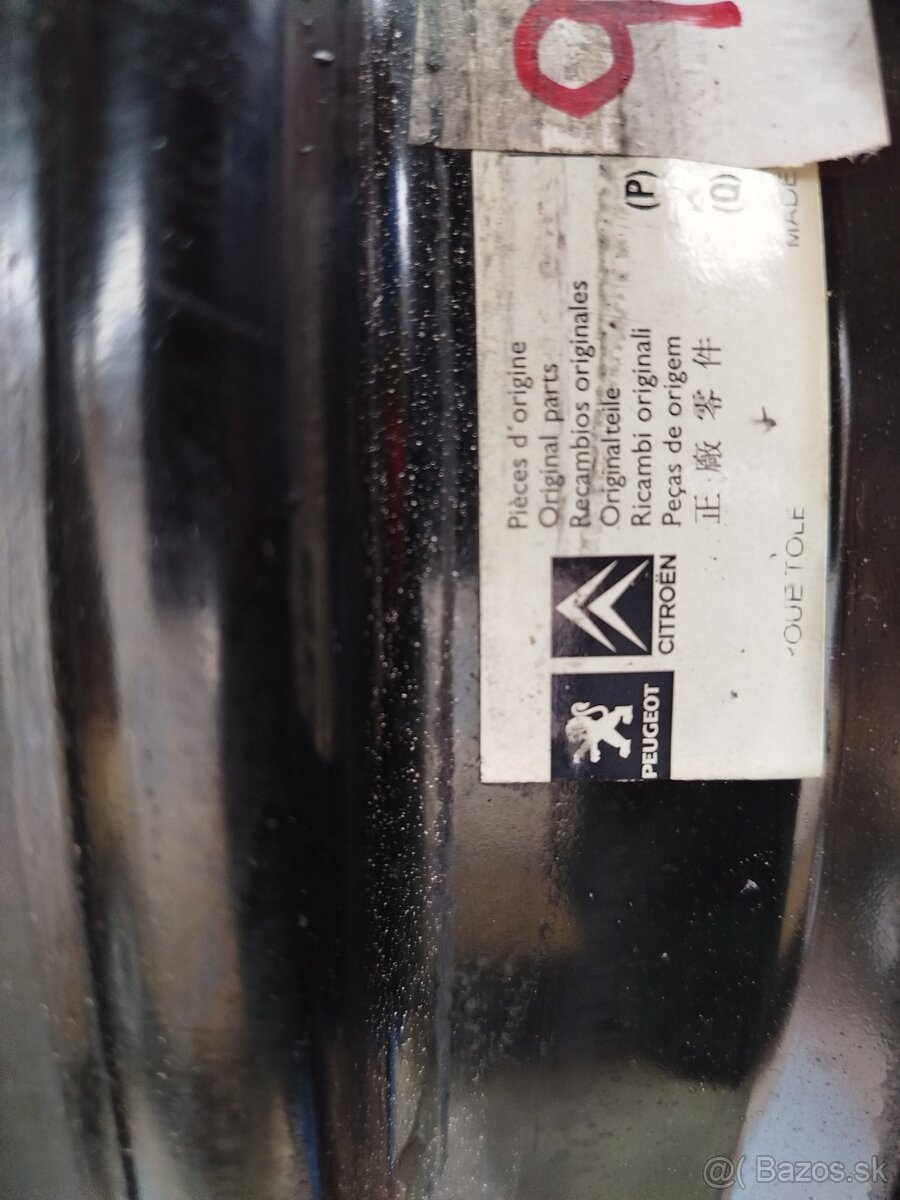 Pièces d'origine
Original parts
Recambios originales
Originalteile
Ricambi originali
Peças de origem
正廠零件
(P)
(Q)
PEUGEOT
CITROËN
TOLE
MADE
@( Bazos.sk